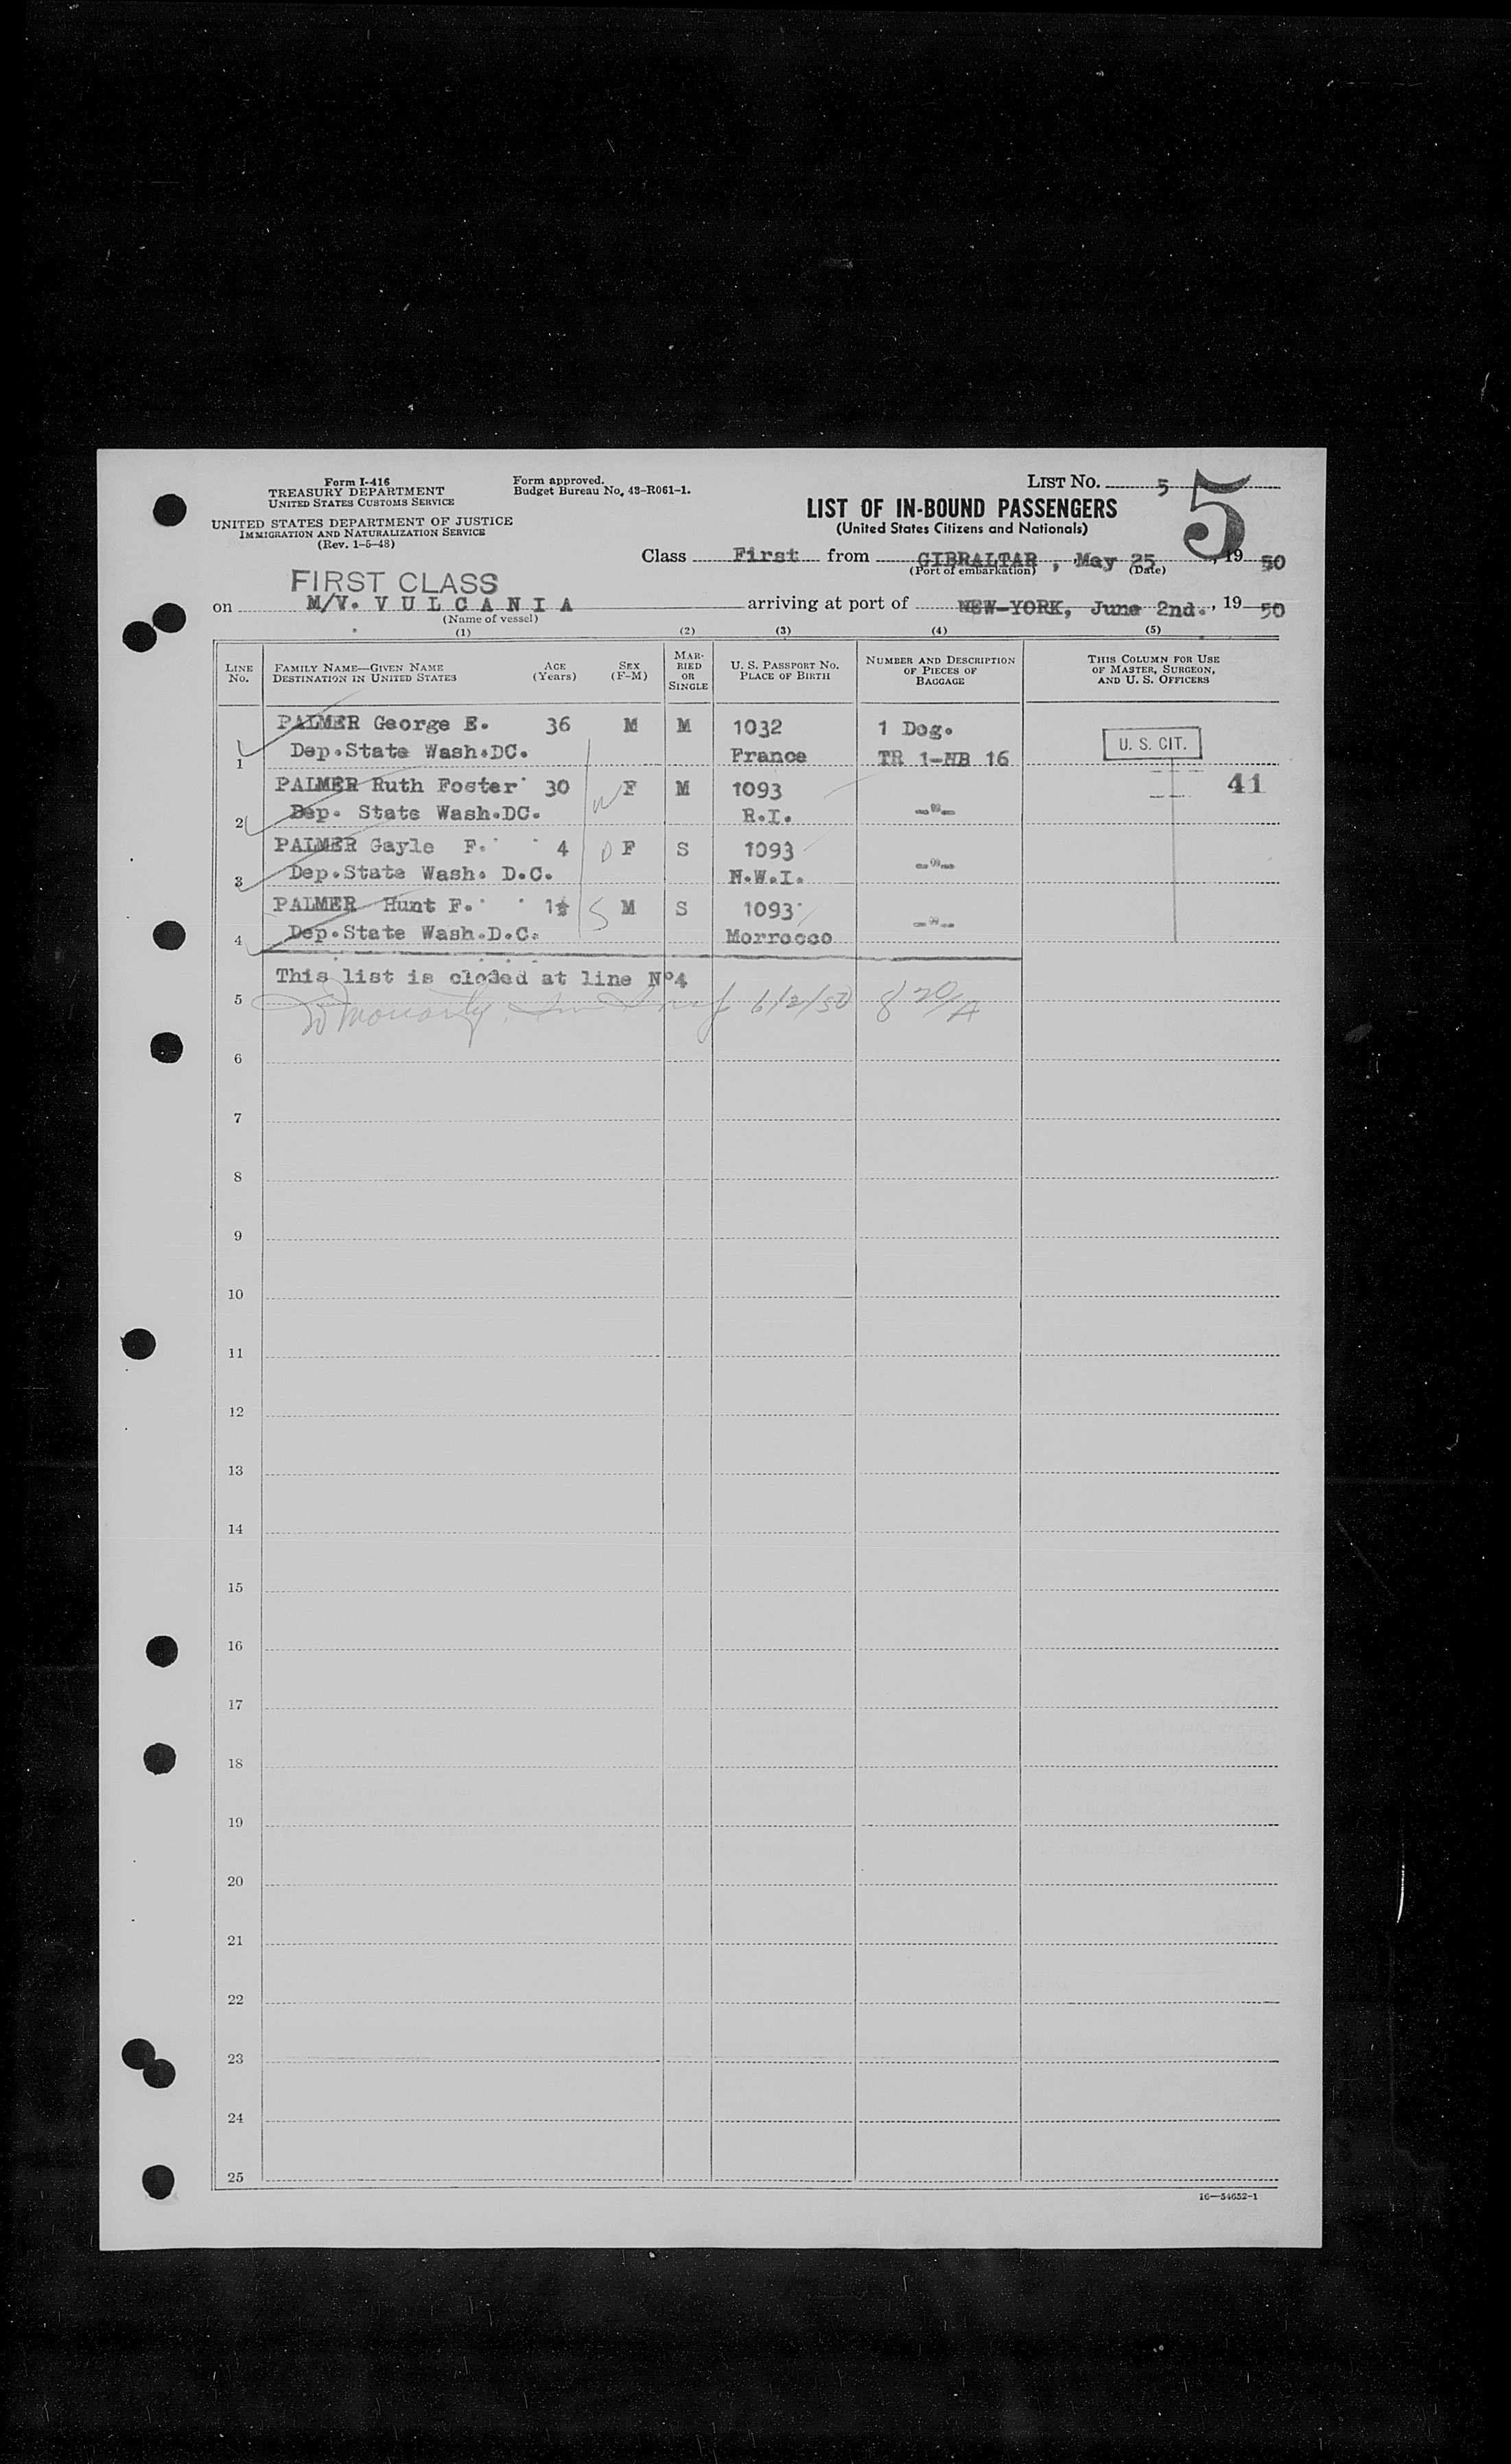 Form I-416
TREASURY DEPARTMENT
UNITED STATES CUSTOMS SERVICE
UNITED STATES DEPARTMENT OF JUSTICE
IMMIGRATION AND NATURALIZATION SERVICE
(Rev. 1-5-48)
Form approved.
Budget Bureau No. 43-R061-1.
LIST No. 5
5
LIST OF IN-BOUND PASSENGERS
(United States Citizens and Nationals)
Class First from GIBRALTAR , May 25 , 19 50
(Port of embarkation) (Date)
FIRST CLASS
on M/V. V U L C A N I A arriving at port of NEW-YORK, June 2nd. , 19 50
(Name of vessel)
(1) (2) (3) (4) (5)
LINE No. FAMILY NAME—GIVEN NAME DESTINATION IN UNITED STATES AGE (Years) SEX (F-M) MARRIED OR SINGLE U. S. PASSPORT No. PLACE OF BIRTH NUMBER AND DESCRIPTION OF PIECES OF BAGGAGE THIS COLUMN FOR USE OF MASTER, SURGEON, AND U. S. OFFICERS
PALMER George E. 36 M M 1032 1 Dog.
1 Dep.State Wash.DC. France TR 1-HB 16 U. S. CIT.
PALMER Ruth Foster 30 F M 1093 41
2 Dep. State Wash.DC. R.I. -"-
PALMER Gayle F. 4 F S 1093
3 Dep.State Wash. D.C. N.W.I. -"-
PALMER Hunt F. 1½ M S 1093
4 Dep.State Wash.D.C. Morrocco -"-
This list is closed at line Nº4
5 6/2/50 8 20/A
6
7
8
9
10
11
12
13
14
15
16
17
18
19
20
21
22
23
24
25
16—54652-1